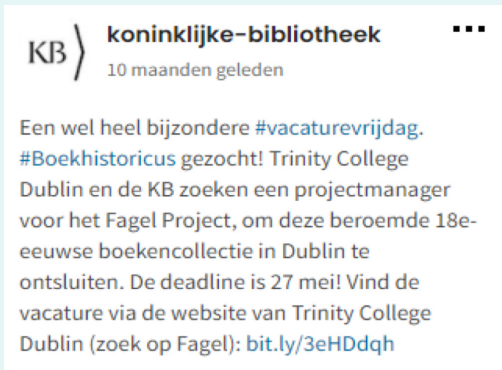 KB
koninklijke-bibliotheek
10 maanden geleden
Een wel heel bijzondere #vacaturevrijdag.
#Boekhistoricus gezocht! Trinity College
Dublin en de KB zoeken een projectmanager
voor het Fagel Project, om deze beroemde 18e-
eeuwse boekencollectie in Dublin te
ontsluiten. De deadline is 27 mei! Vind de
vacature via de website van Trinity College
Dublin (zoek op Fagel): bit.ly/3eHDdqh